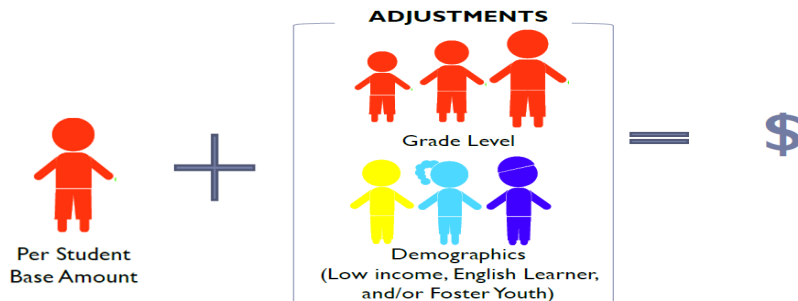 ADJUSTMENTS
Grade Level
Per Student
Base Amount
Demographics
(Low income, English Learner,
and/or Foster Youth)
+
=
$